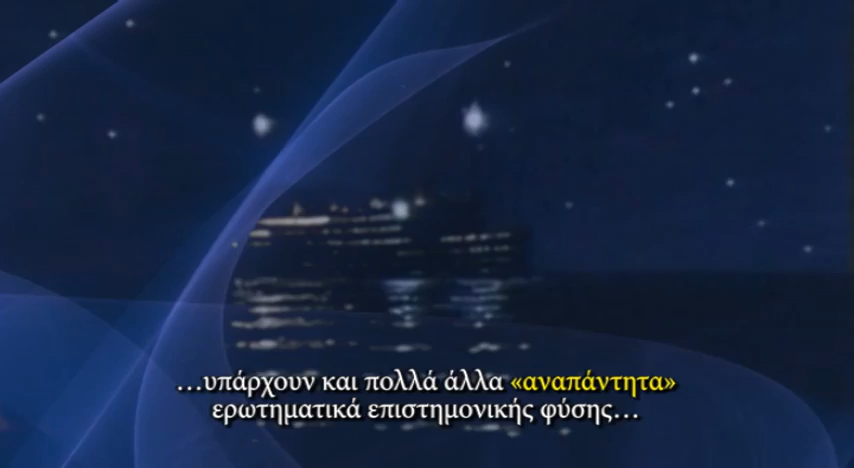 ...υπάρχουν και πολλά άλλα «αναπάντητα»
ερωτηματικά επιστημονικής φύσης...